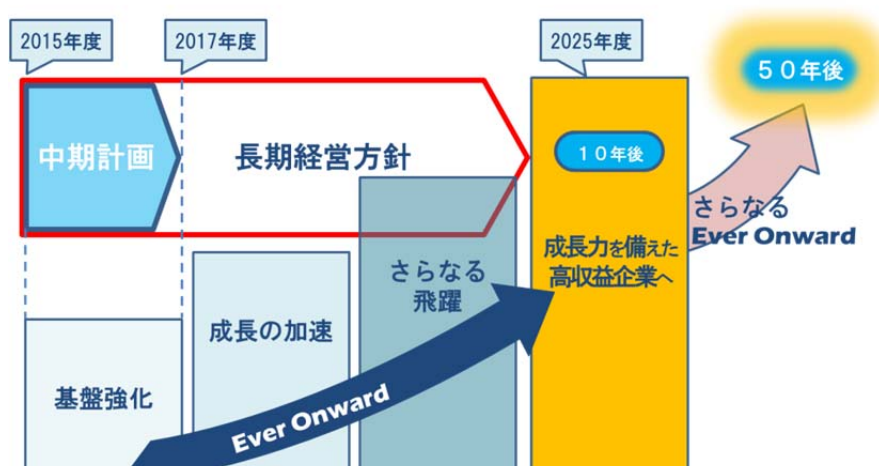 2015年度
2017年度
2025年度
５０年後
中期計画
長期経営方針
１０年後
さらなる
Ever Onward
成長力を備えた
高収益企業へ
さらなる
飛躍
成長の加速
基盤強化
Ever Onward